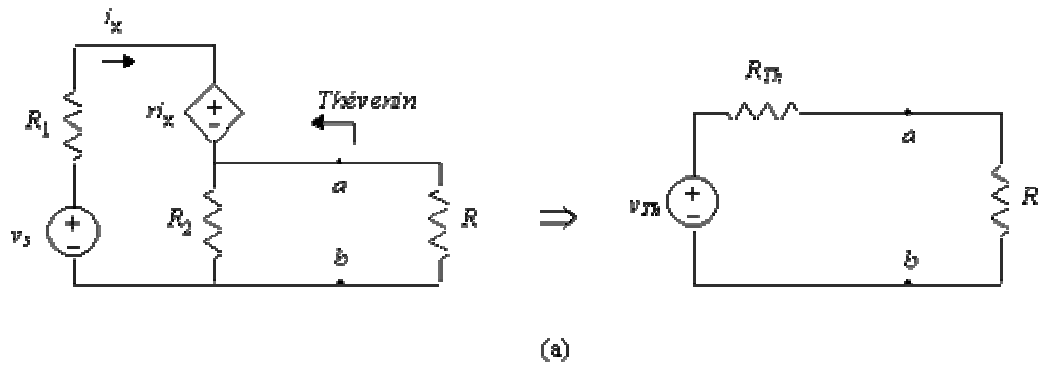 i_x
R_1
ri_x
+
-
Thévenin
a
R_2
R
v_s
+
-
b
⇒
R_Th
a
v_Th
+
-
R
b
(a)